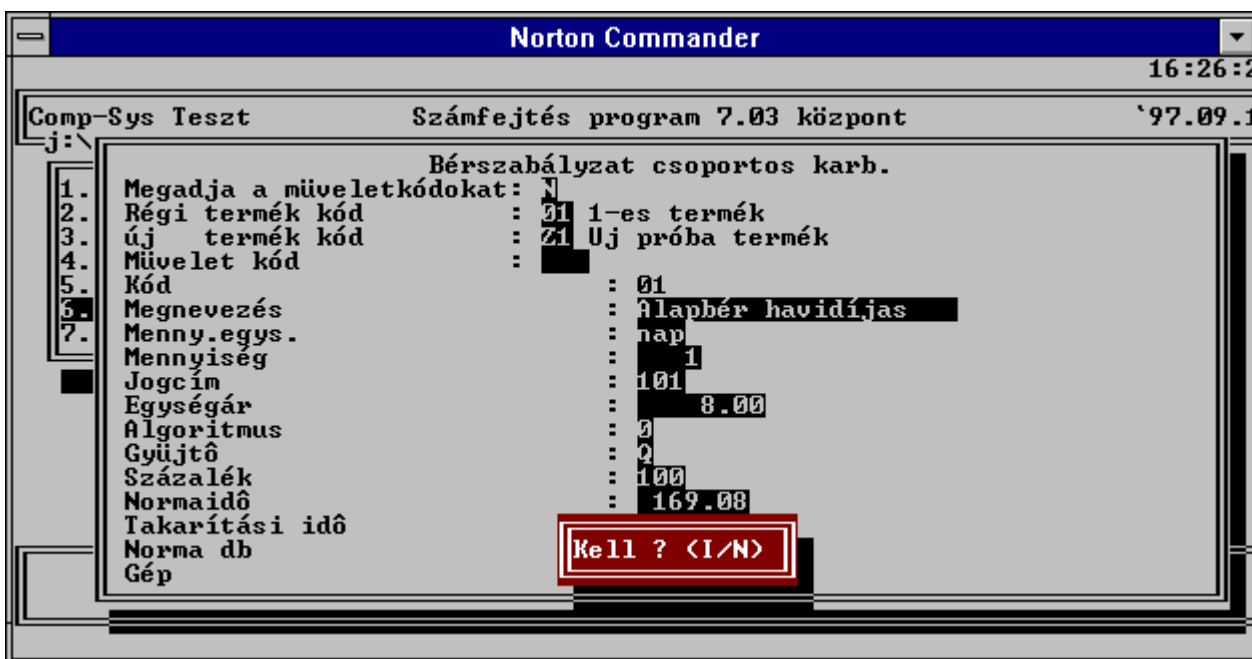 Norton Commander
16:26:2
Comp-Sys Teszt Számfejtés program 7.03 központ `97.09.1
j:\
Bérszabályzat csoportos karb.
1. Megadja a müveletkódokat: N
2. Régi termék kód : 01 1-es termék
3. új termék kód : 21 Uj próba termék
4. Müvelet kód :
5. Kód : 01
6. Megnevezés : Alapbér havidíjas
7. Menny.egys. : nap
Mennyiség : 1
Jogcím : 101
Egységár : 8.00
Algoritmus : 0
Gyüjtô : Q
Százalék : 100
Normaidô : 169.08
Takarítási idô
Norma db
Gép
Kell ? (I/N)